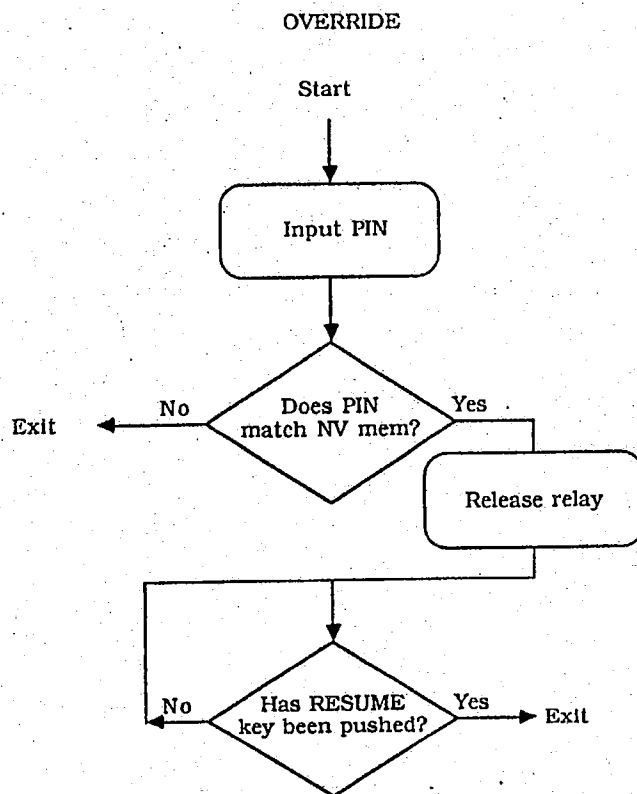 OVERRIDE
Start
Input PIN
Does PIN
match NV mem?
No
Yes
Exit
Release relay
Has RESUME
key been pushed?
No
Yes
Exit